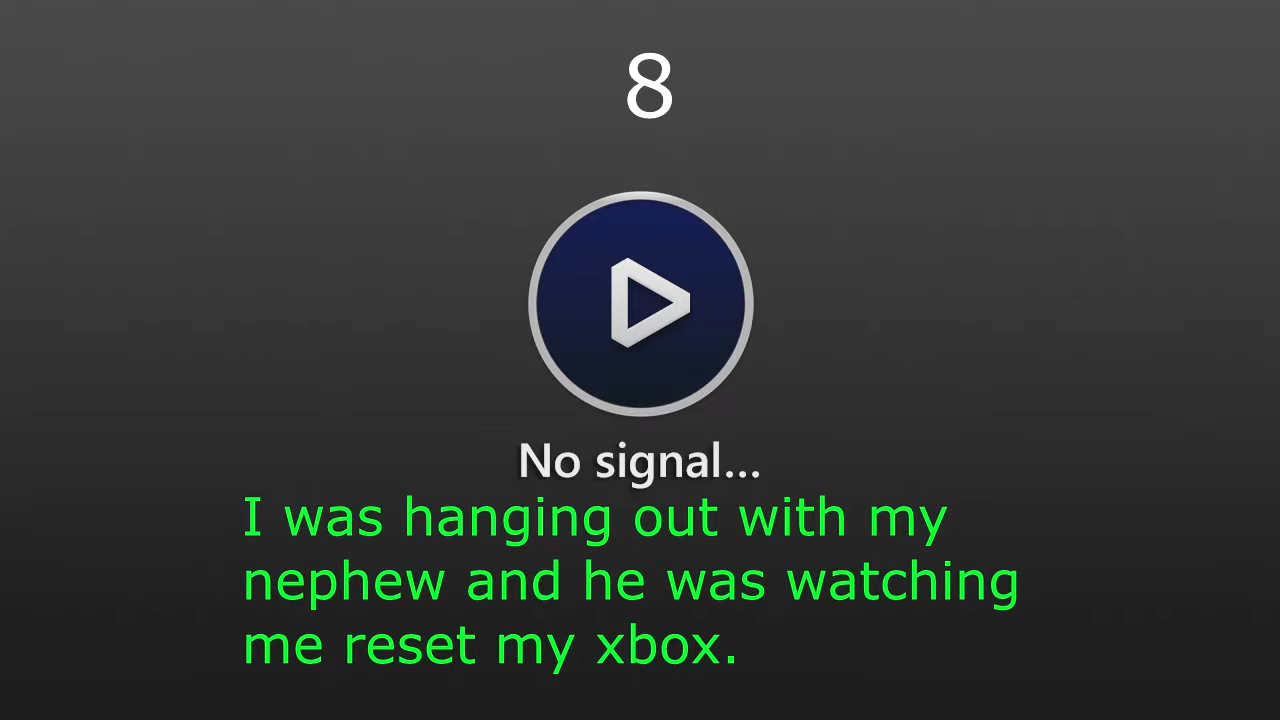 8
No signal...
I was hanging out with my
nephew and he was watching
me reset my xbox.